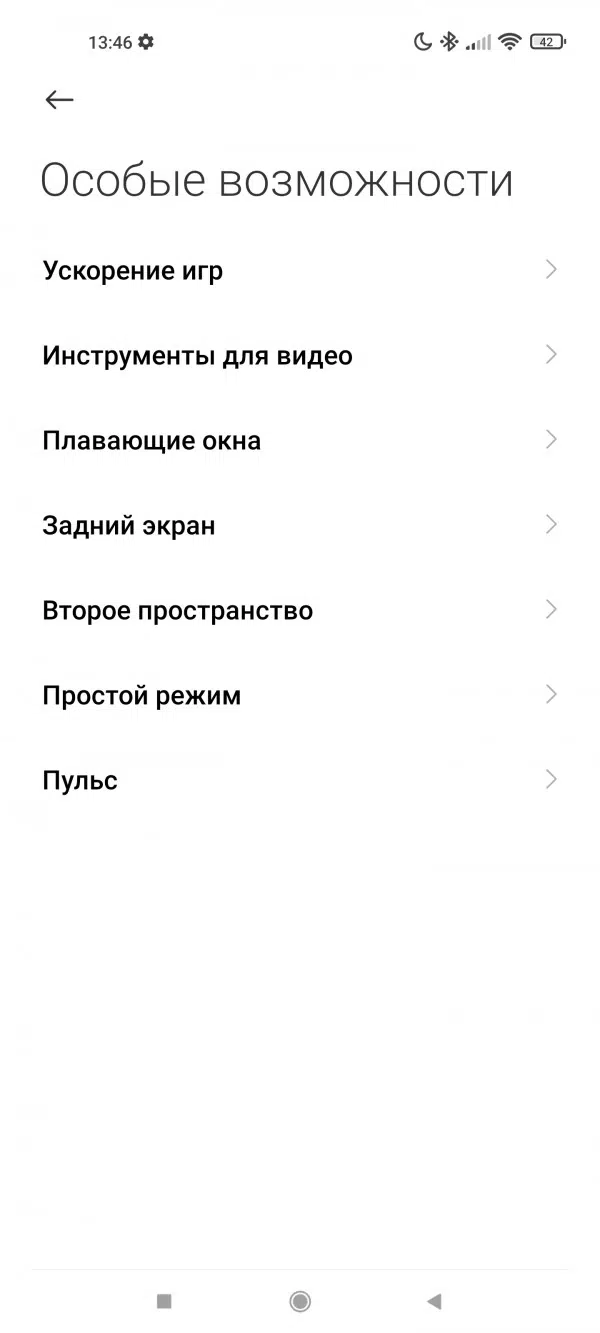 13:46
42
Особые возможности
Ускорение игр
Инструменты для видео
Плавающие окна
Задний экран
Второе пространство
Простой режим
Пульс